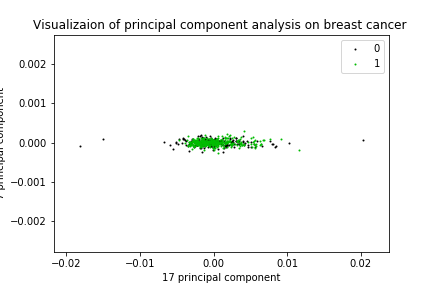 Visualizaion of principal component analysis on breast cancer
0
1
0.002
0.001
0.000
−0.001
−0.002
principal component
−0.02 −0.01 0.00 0.01 0.02
17 principal component